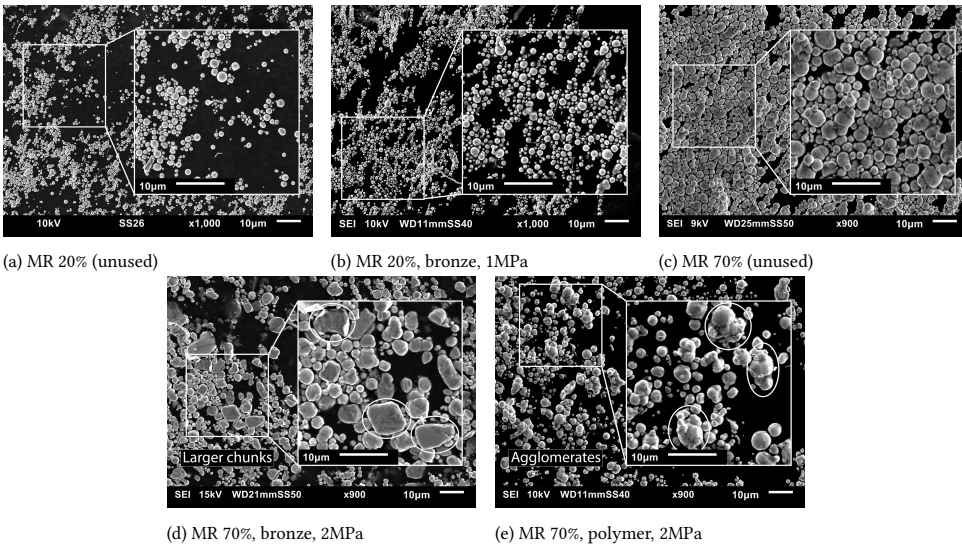 10µm
10kV SS26 x1,000 10µm
(a) MR 20% (unused)
10µm
SEI 10kV WD11mmSS40 x1,000 10µm
(b) MR 20%, bronze, 1MPa
10µm
SEI 9kV WD25mmSS50 x900 10µm
(c) MR 70% (unused)
Larger chunks
10µm
SEI 15kV WD21mmSS50 x900 10µm
(d) MR 70%, bronze, 2MPa
Agglomerates
10µm
SEI 10kV WD11mmSS40 x900 10µm
(e) MR 70%, polymer, 2MPa